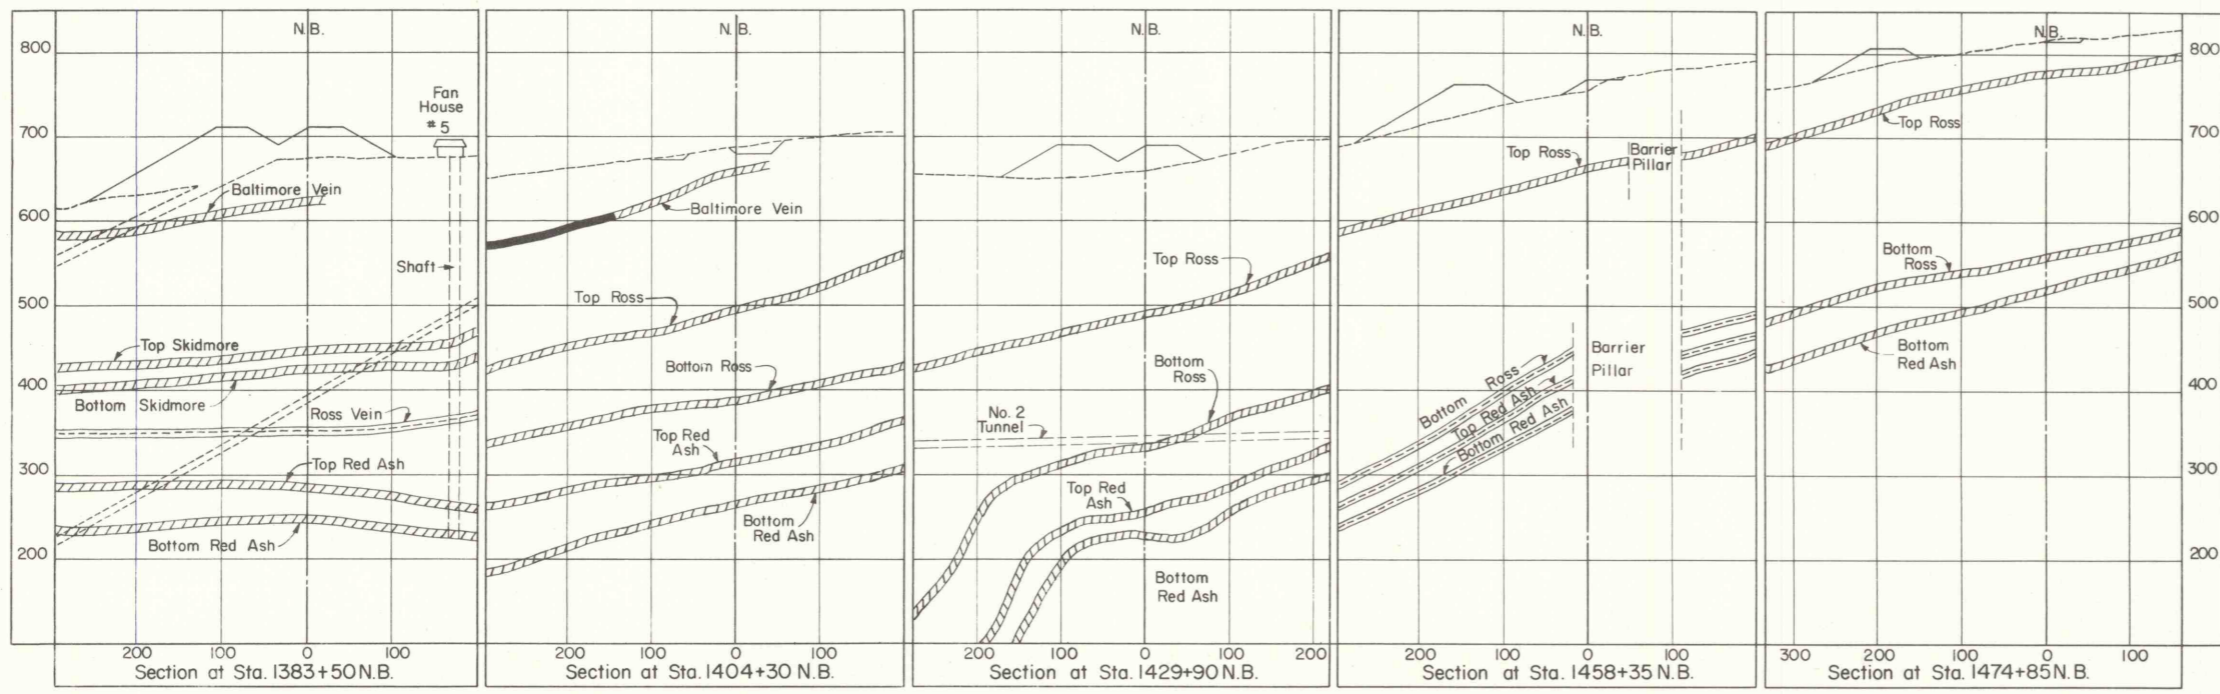 N.B.
800
Fan
House
#5
700
Baltimore Vein
600
Shaft
500
Top Skidmore
400
Bottom Skidmore
Ross Vein
Top Red Ash
300
Bottom Red Ash
200
200 100 0 100
Section at Sta. 1383+50 N.B.
N.B.
Baltimore Vein
Top Ross
Bottom Ross
Top Red
Ash
Bottom
Red Ash
200 100 0 100
Section at Sta. 1404+30 N.B.
N.B.
Top Ross
Bottom
Ross
No. 2
Tunnel
Top Red
Ash
Bottom
Red Ash
200 100 0 100 200
Section at Sta. 1429+90 N.B.
N.B.
Top Ross
Barrier
Pillar
Barrier
Pillar
Bottom Ross
Top Red Ash
Bottom Red Ash
200 100 0 100
Section at Sta. 1458+35 N.B.
N.B.
800
Top Ross
700
600
Bottom
Ross
500
Bottom
Red Ash
400
300
200
300 200 100 0 100
Section at Sta. 1474+85 N.B.